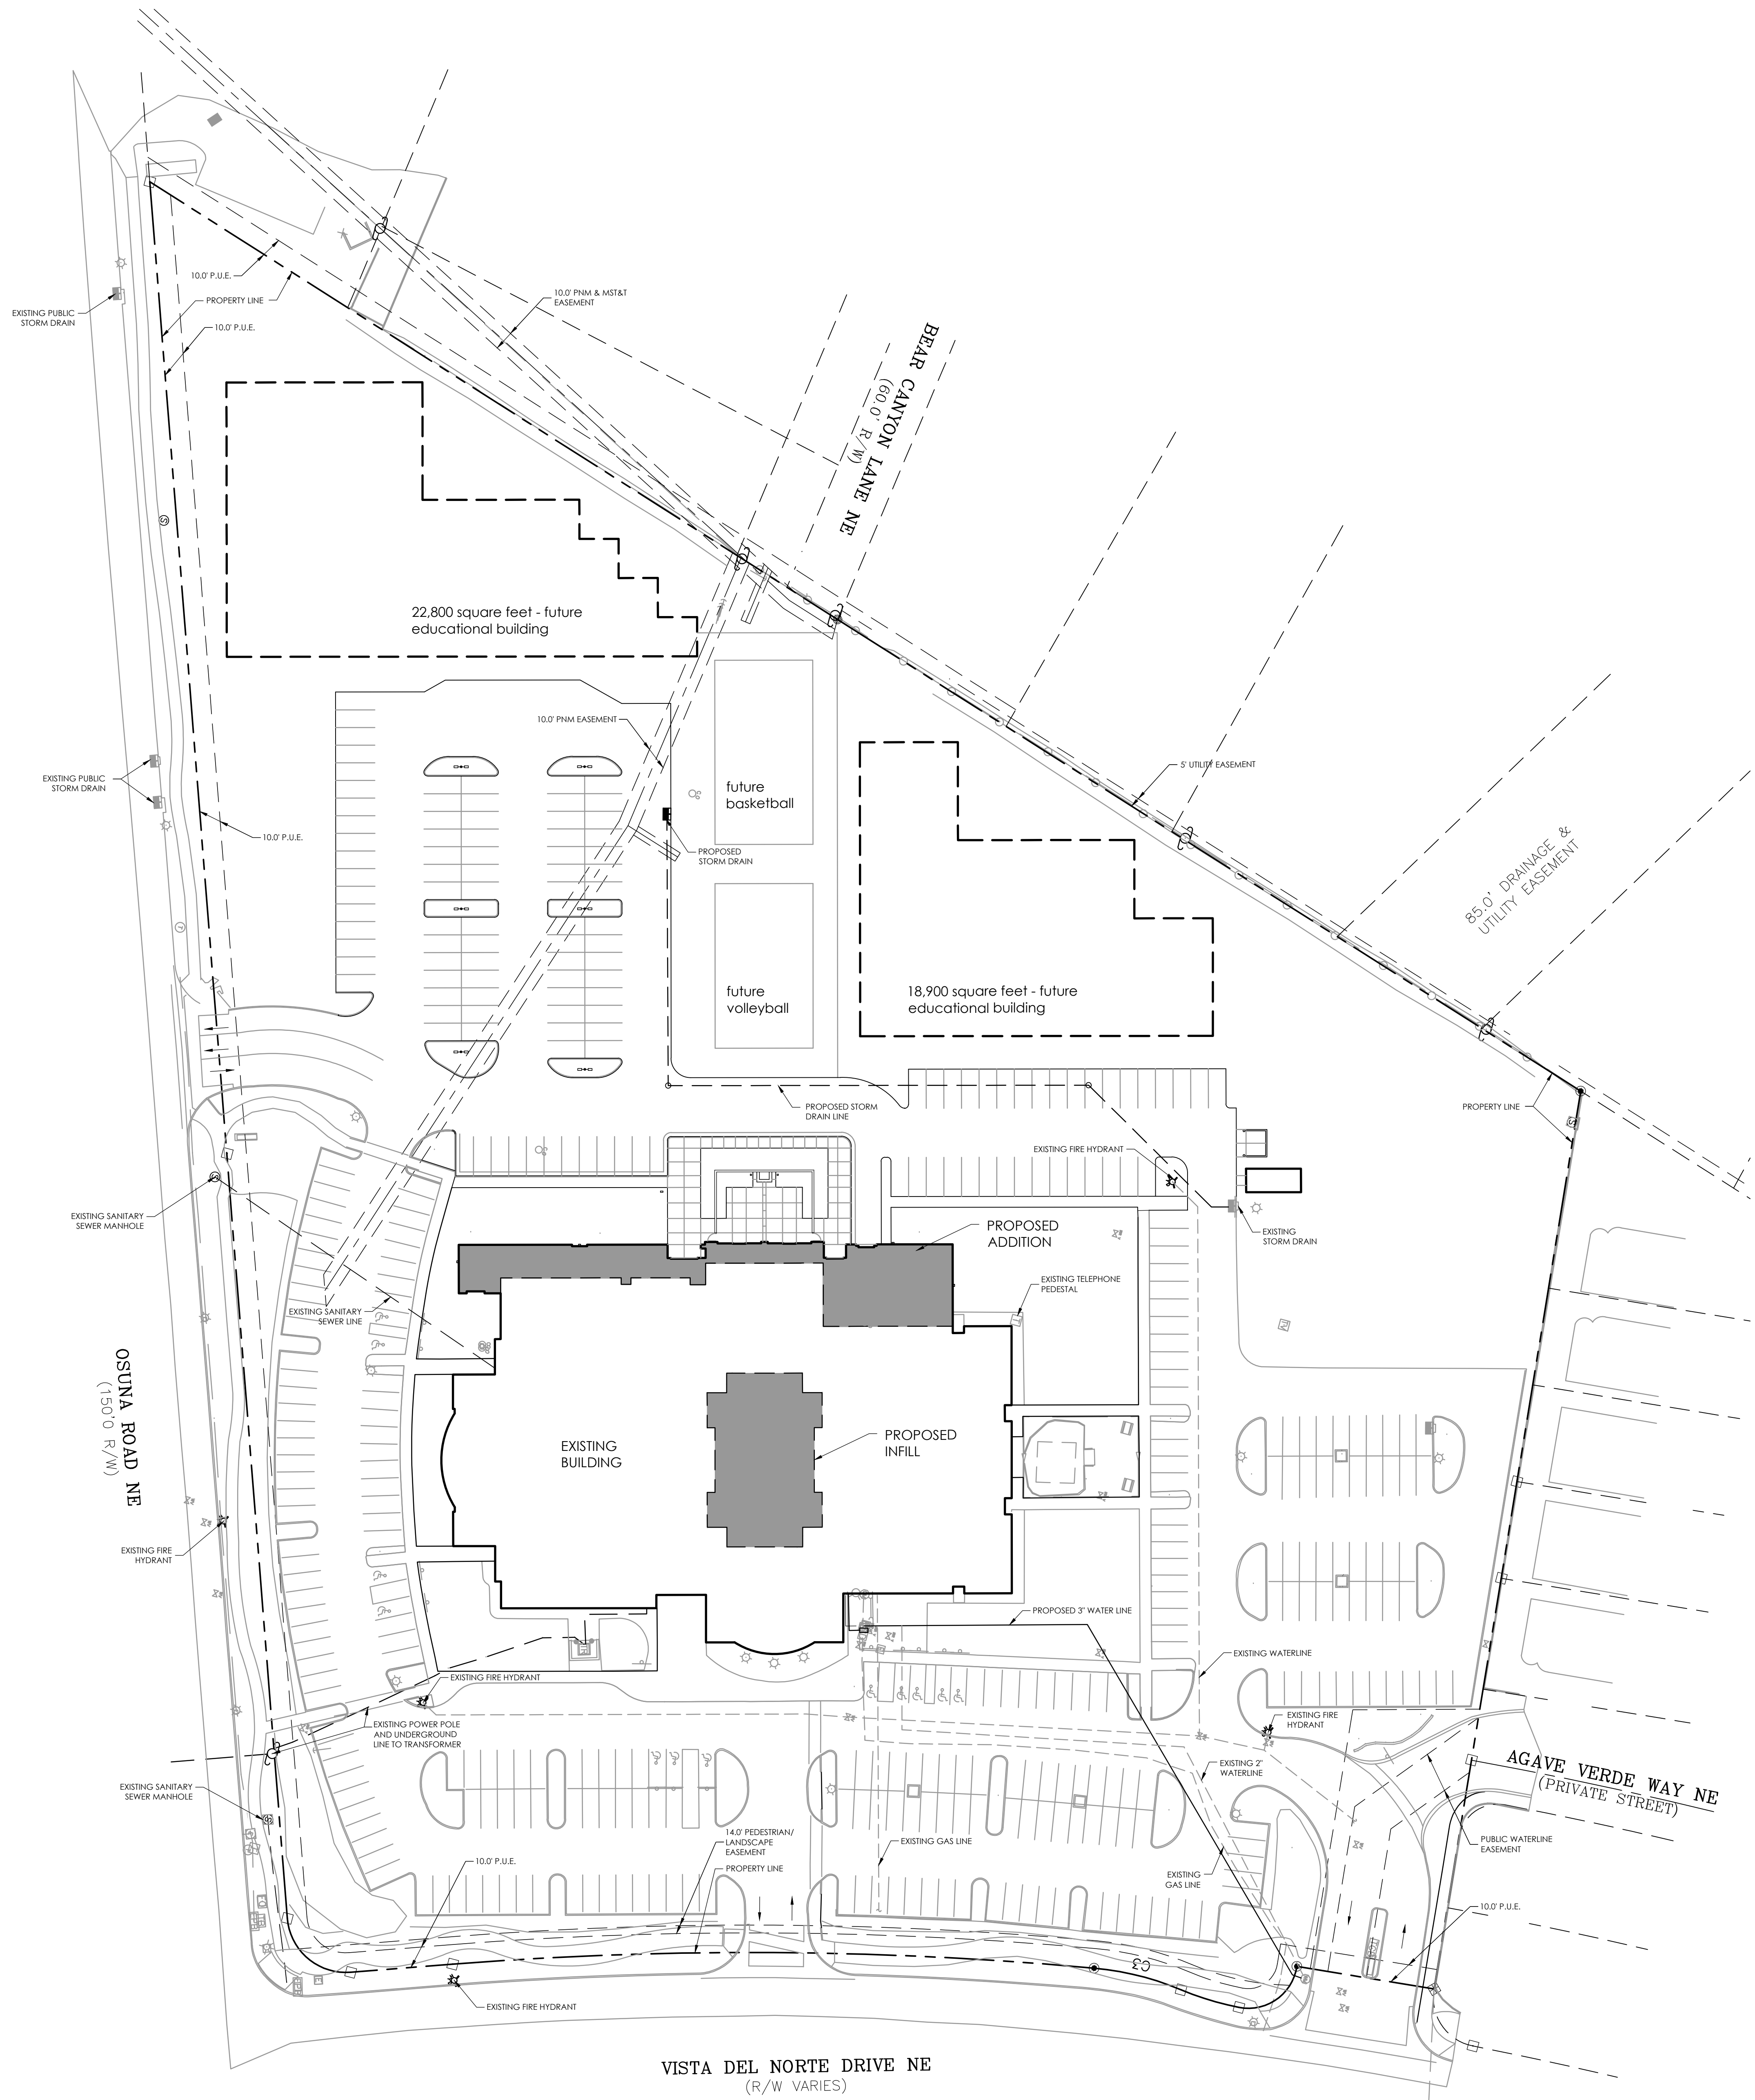 10.0' P.U.E.
PROPERTY LINE
10.0' P.U.E.
EXISTING PUBLIC
STORM DRAIN
10.0' PNM & MST&T
EASEMENT
BEAR CANYON LANE NE
(60.0' R/W)
22,800 square feet - future
educational building
10.0' PNM EASEMENT
5' UTILITY EASEMENT
EXISTING PUBLIC
STORM DRAIN
future
basketball
10.0' P.U.E.
PROPOSED
STORM DRAIN
85.0' DRAINAGE &
UTILITY EASEMENT
future
volleyball
18,900 square feet - future
educational building
PROPOSED STORM
DRAIN LINE
PROPERTY LINE
EXISTING FIRE HYDRANT
EXISTING SANITARY
SEWER MANHOLE
PROPOSED
ADDITION
EXISTING
STORM DRAIN
EXISTING TELEPHONE
PEDESTAL
EXISTING SANITARY
SEWER LINE
OSUNA ROAD NE
(150'0 R/W)
EXISTING
BUILDING
PROPOSED
INFILL
EXISTING FIRE
HYDRANT
PROPOSED 3" WATER LINE
EXISTING WATERLINE
EXISTING FIRE HYDRANT
EXISTING POWER POLE
AND UNDERGROUND
LINE TO TRANSFORMER
EXISTING FIRE
HYDRANT
EXISTING 2"
WATERLINE
AGAVE VERDE WAY NE
(PRIVATE STREET)
EXISTING SANITARY
SEWER MANHOLE
14.0' PEDESTRIAN/
LANDSCAPE
EASEMENT
EXISTING GAS LINE
PUBLIC WATERLINE
EASEMENT
10.0' P.U.E.
PROPERTY LINE
EXISTING
GAS LINE
10.0' P.U.E.
C3
EXISTING FIRE HYDRANT
VISTA DEL NORTE DRIVE NE
(R/W VARIES)